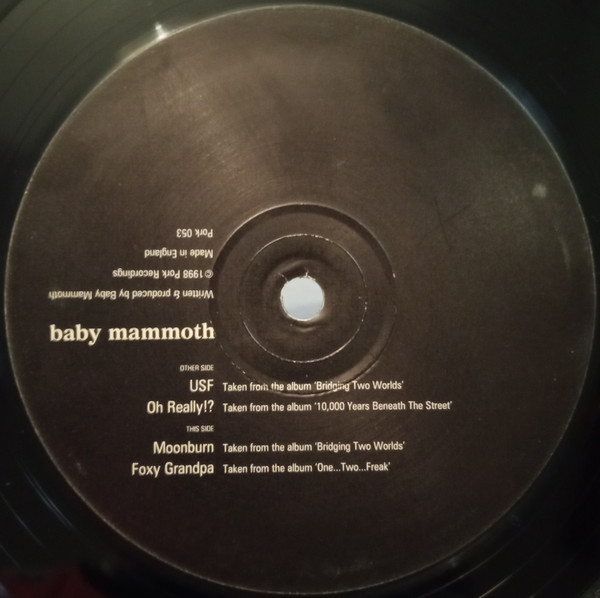 Written & produced by Baby Mammoth
©1998 Pork Recordings
Made in England
Pork 053
baby mammoth
OTHER SIDE
USF Taken from the album 'Bridging Two Worlds'
Oh Really!? Taken from the album '10,000 Years Beneath The Street'
THIS SIDE
Moonburn Taken from the album 'Bridging Two Worlds'
Foxy Grandpa Taken from the album 'One...Two...Freak'